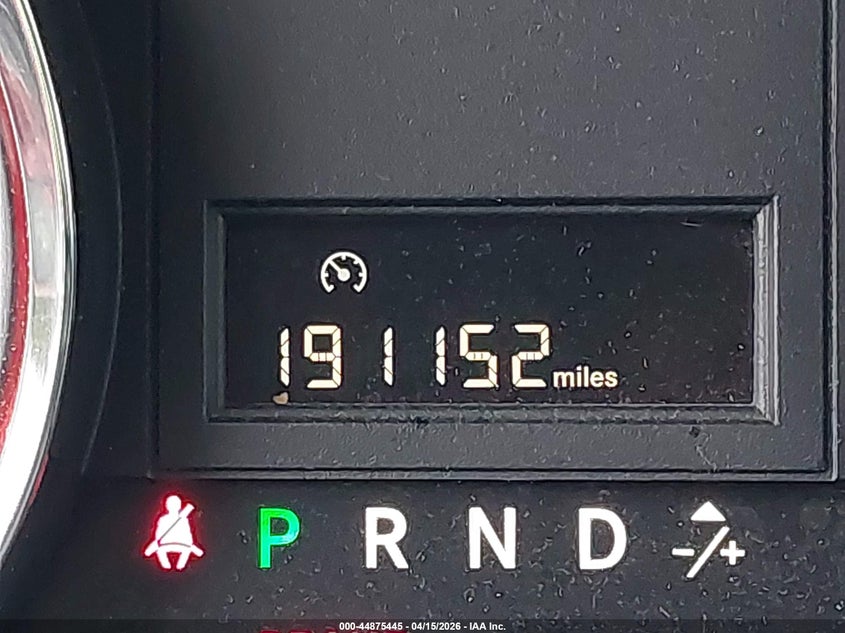 191152 miles
P R N D -/+
000-44875445 - 04/15/2026 - IAA Inc.